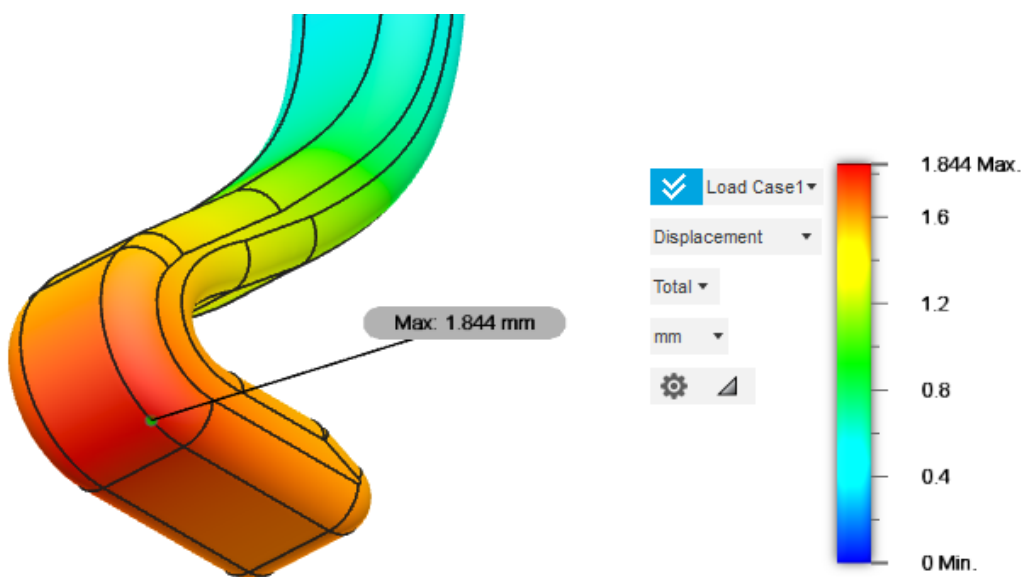 Max: 1.844 mm
Load Case1
Displacement
Total
mm
1.844 Max.
1.6
1.2
0.8
0.4
0 Min.